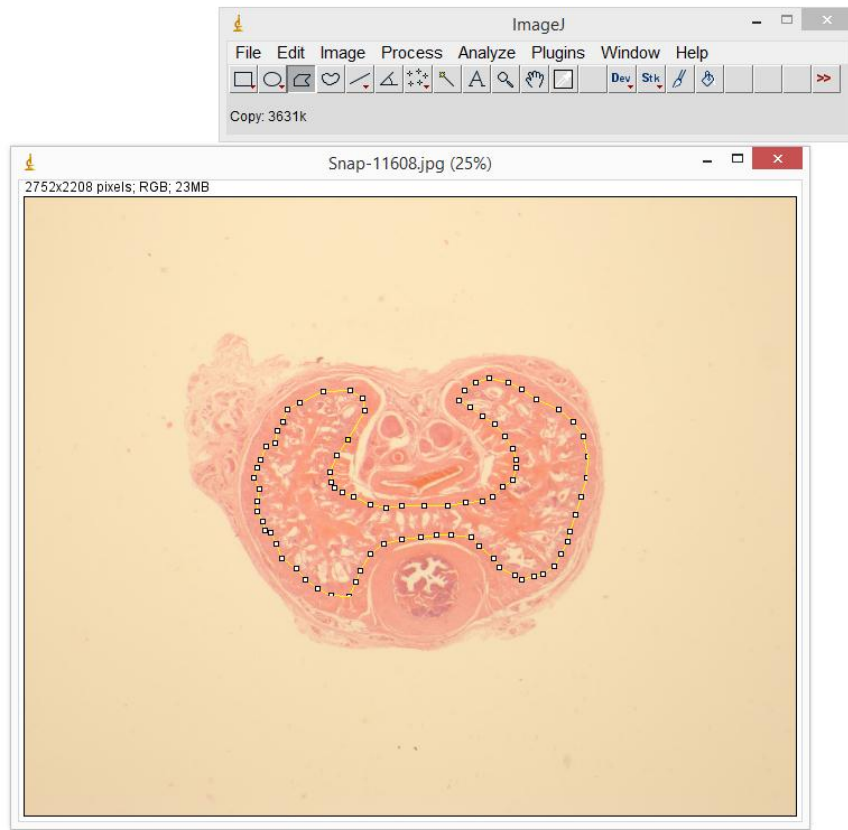 ImageJ
File Edit Image Process Analyze Plugins Window Help
A Dev Stk >>
Copy: 3631k
Snap-11608.jpg (25%)
2752x2208 pixels; RGB; 23MB